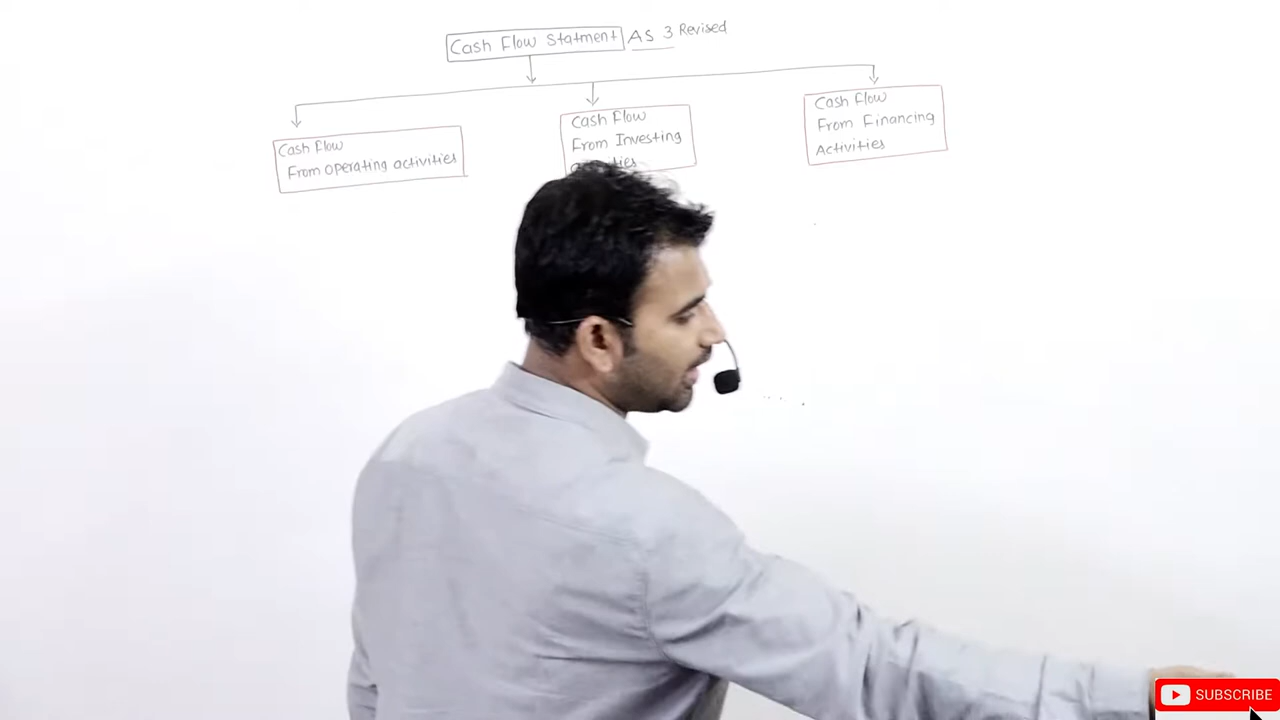 Cash Flow Statment AS 3 Revised
Cash Flow
From operating activities
Cash Flow
From Investing
Cash Flow
From Financing
Activities
SUBSCRIBE